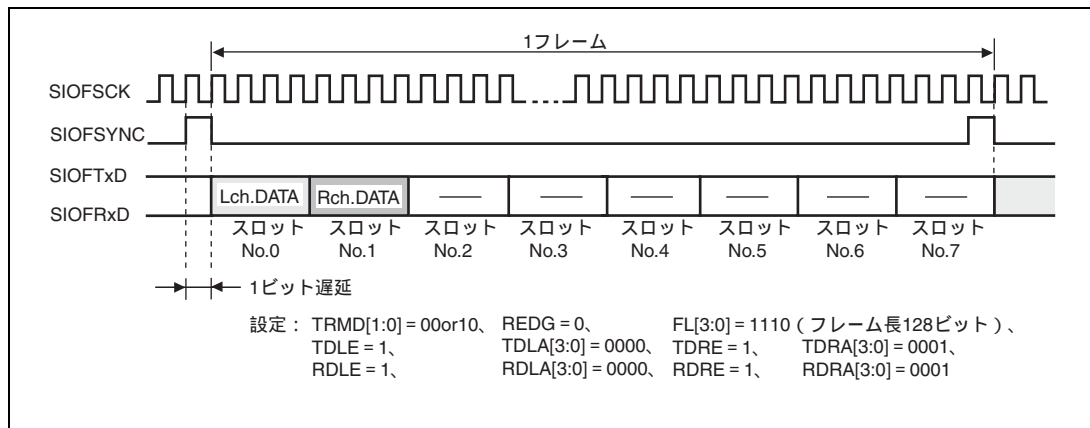 1フレーム
SIOFSCK
SIOFSYNC
SIOFTxD
SIOFRxD
Lch.DATA Rch.DATA
スロット スロット スロット スロット スロット スロット スロット スロット
No.0 No.1 No.2 No.3 No.4 No.5 No.6 No.7
1ビット遅延
設定： TRMD[1:0] = 00or10、 REDG = 0、 FL[3:0] = 1110（フレーム長128ビット）、
TDLE = 1、 TDLA[3:0] = 0000、 TDRE = 1、 TDRA[3:0] = 0001、
RDLE = 1、 RDLA[3:0] = 0000、 RDRE = 1、 RDRA[3:0] = 0001